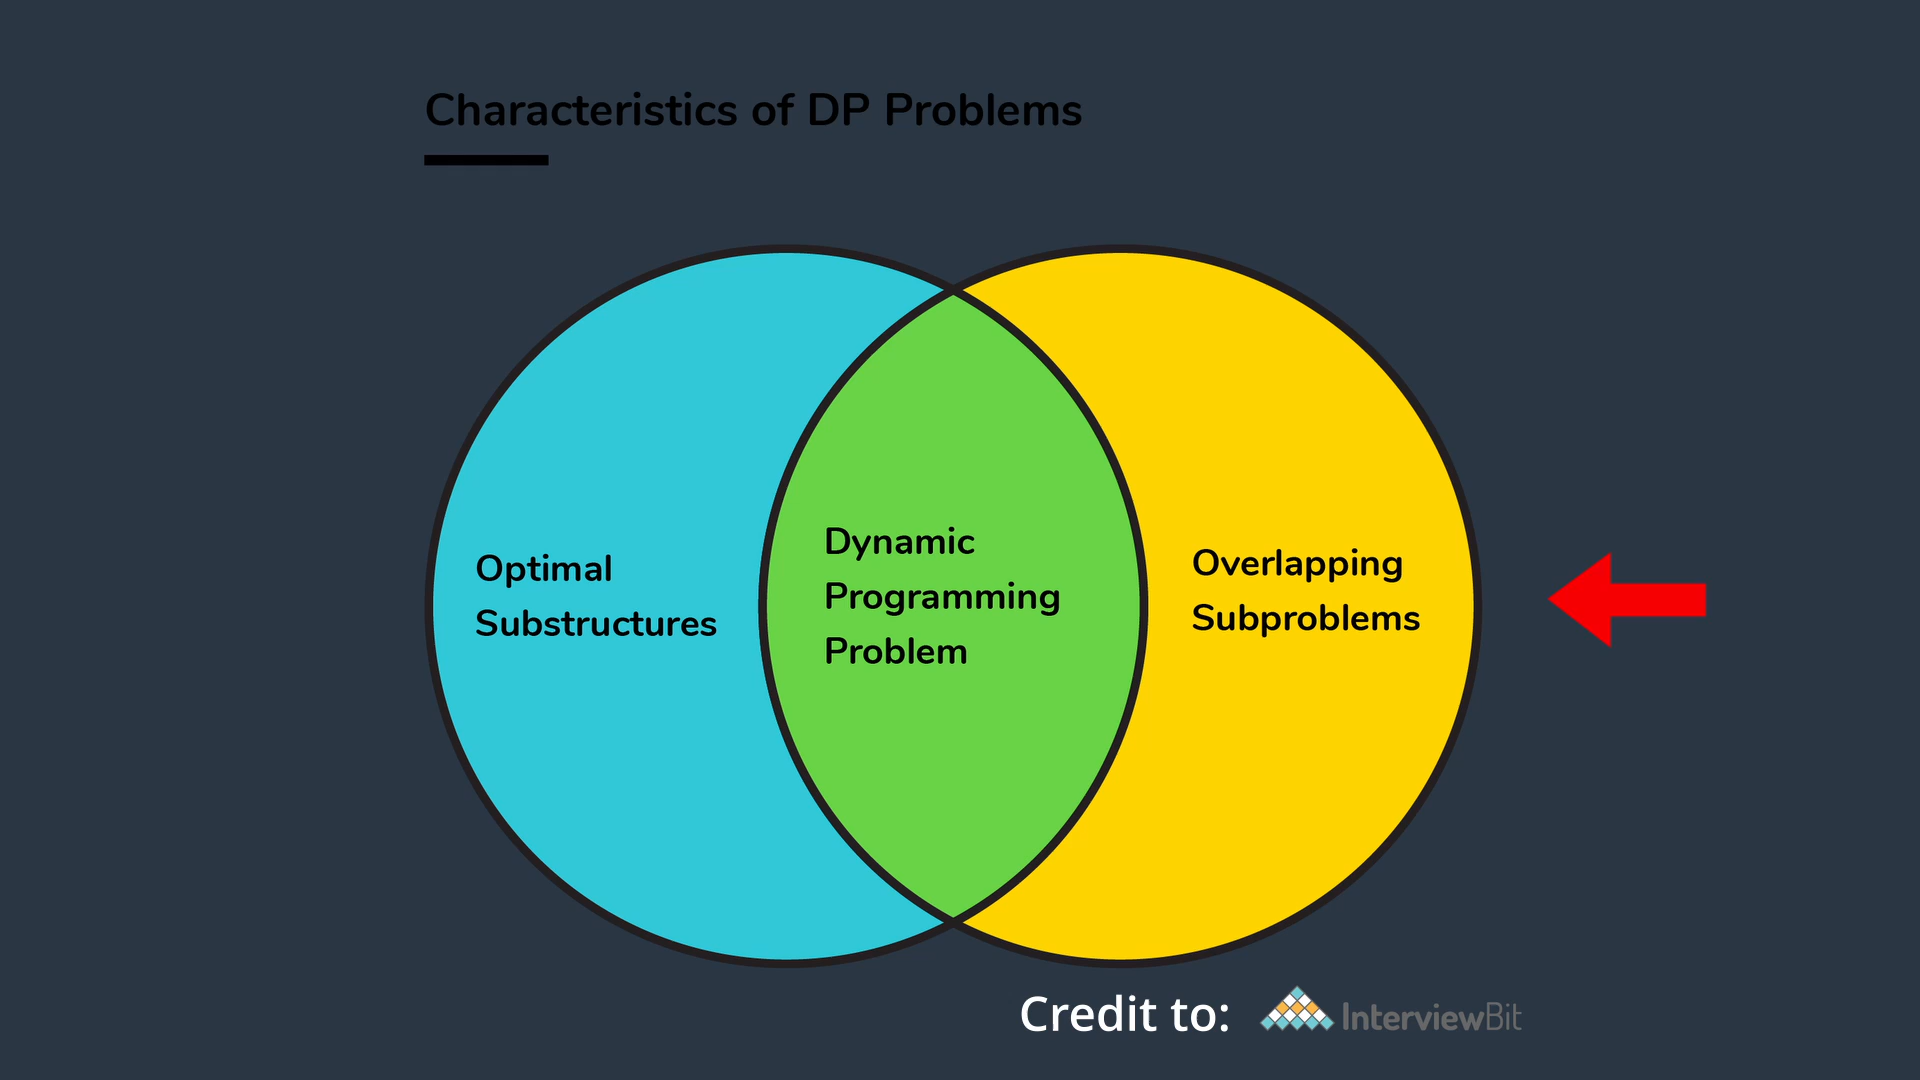 Characteristics of DP Problems
Optimal
Substructures
Dynamic
Programming
Problem
Overlapping
Subproblems
Credit to: InterviewBit